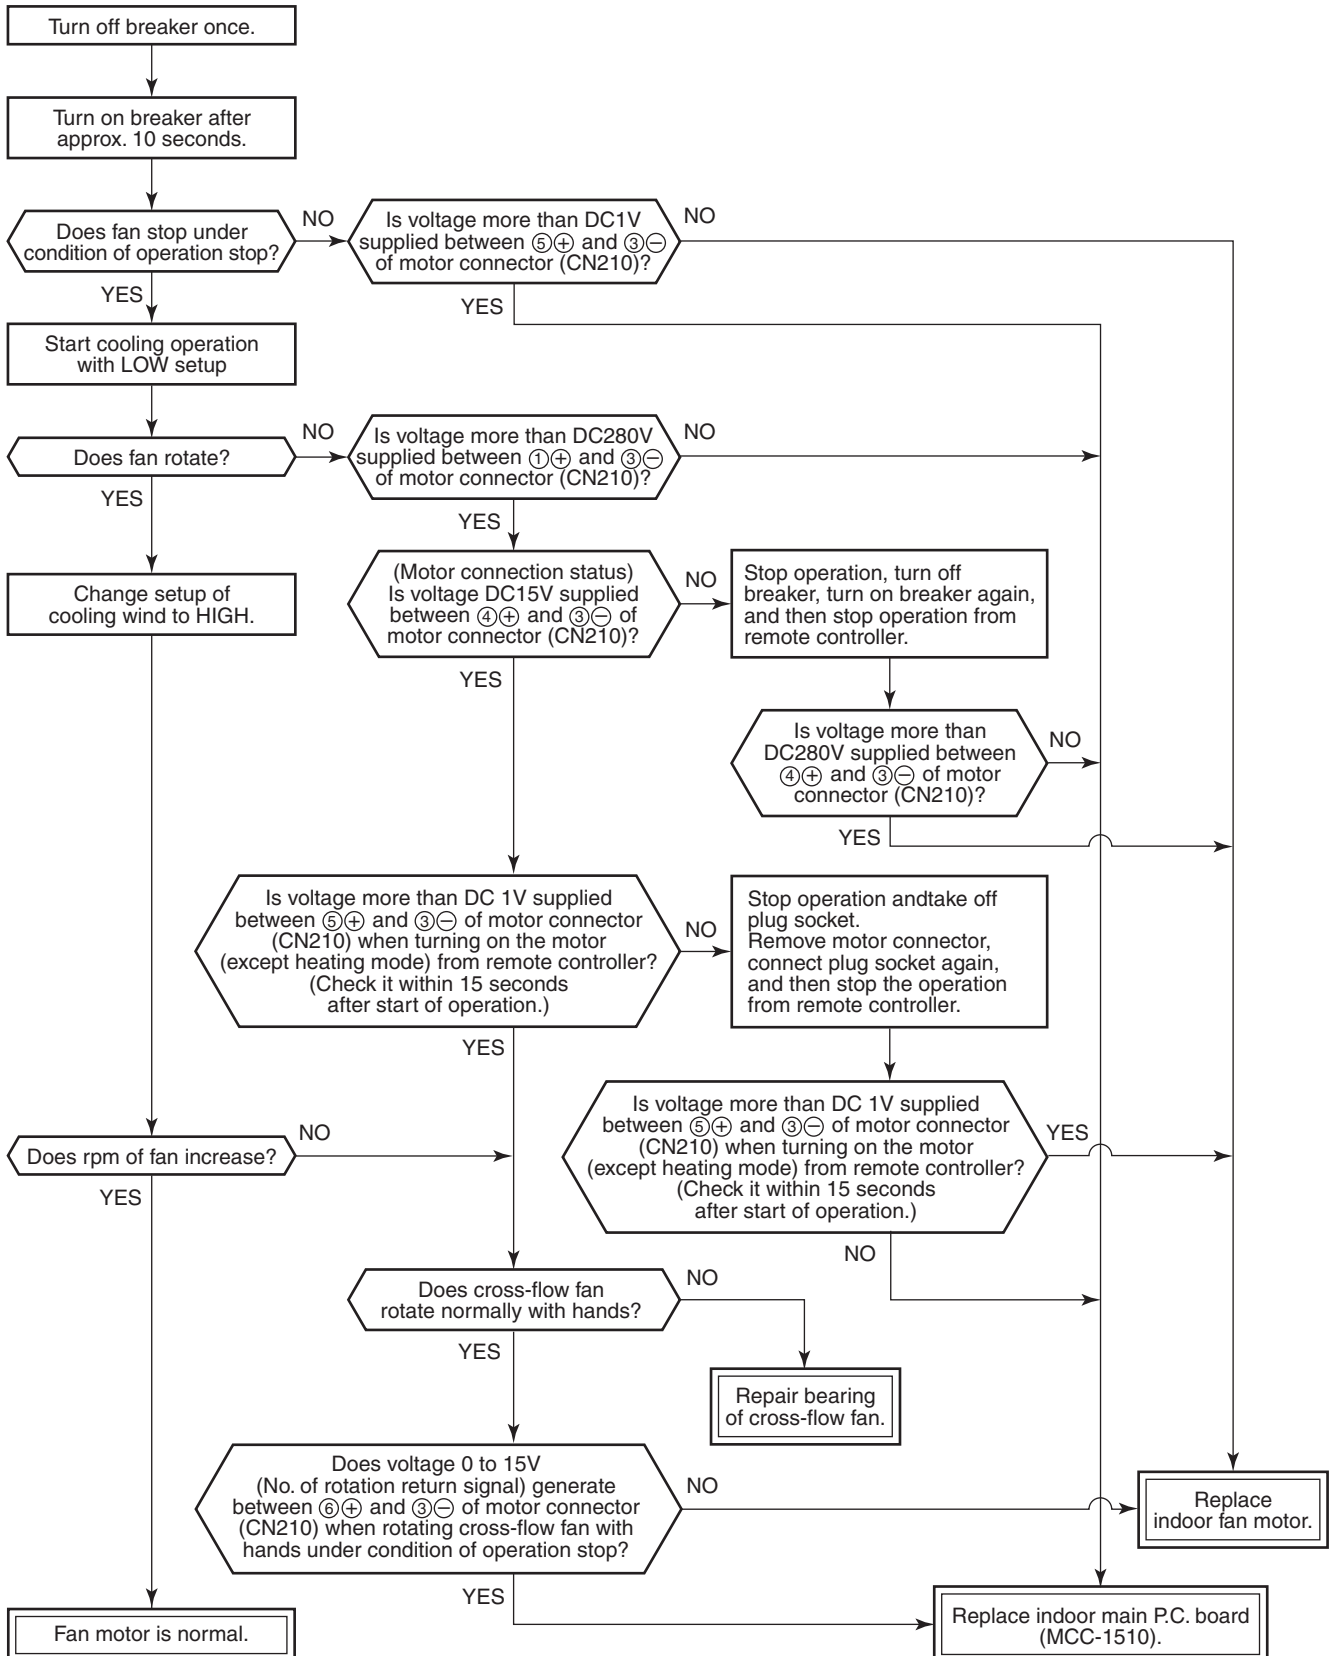 Turn off breaker once.
Turn on breaker after
approx. 10 seconds.
Does fan stop under
condition of operation stop?
NO
YES
Is voltage more than DC1V
supplied between ⑤⊕ and ③⊖
of motor connector (CN210)?
NO
YES
Start cooling operation
with LOW setup
Does fan rotate?
NO
YES
Is voltage more than DC280V
supplied between ①⊕ and ③⊖
of motor connector (CN210)?
NO
YES
Change setup of
cooling wind to HIGH.
(Motor connection status)
Is voltage DC15V supplied
between ④⊕ and ③⊖ of
motor connector (CN210)?
NO
YES
Stop operation, turn off
breaker, turn on breaker again,
and then stop operation from
remote controller.
Is voltage more than
DC280V supplied between
④⊕ and ③⊖ of motor
connector (CN210)?
NO
YES
Is voltage more than DC 1V supplied
between ⑤⊕ and ③⊖ of motor connector
(CN210) when turning on the motor
(except heating mode) from remote controller?
(Check it within 15 seconds
after start of operation.)
NO
YES
Stop operation andtake off
plug socket.
Remove motor connector,
connect plug socket again,
and then stop the operation
from remote controller.
Is voltage more than DC 1V supplied
between ⑤⊕ and ③⊖ of motor connector
(CN210) when turning on the motor
(except heating mode) from remote controller?
(Check it within 15 seconds
after start of operation.)
YES
NO
Does rpm of fan increase?
NO
YES
Does cross-flow fan
rotate normally with hands?
NO
YES
Repair bearing
of cross-flow fan.
Does voltage 0 to 15V
(No. of rotation return signal) generate
between ⑥⊕ and ③⊖ of motor connector
(CN210) when rotating cross-flow fan with
hands under condition of operation stop?
NO
YES
Replace
indoor fan motor.
Fan motor is normal.
Replace indoor main P.C. board
(MCC-1510).